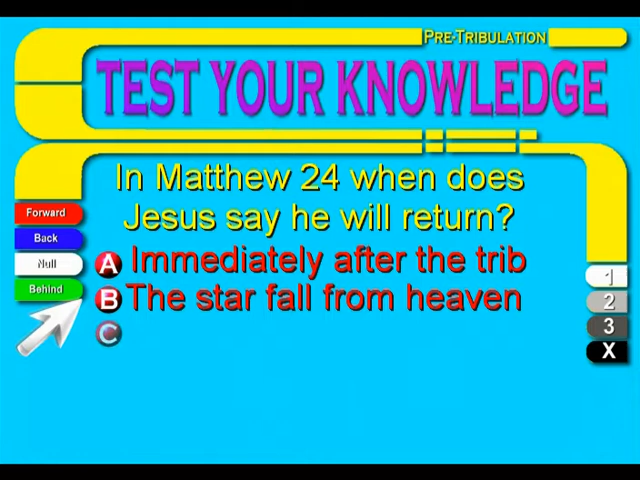 PRE-TRIBULATION
TEST YOUR KNOWLEDGE
In Matthew 24 when does
Jesus say he will return?
Forward
Back
Null
Behind
A Immediately after the trib
B The star fall from heaven
C
1
2
3
X